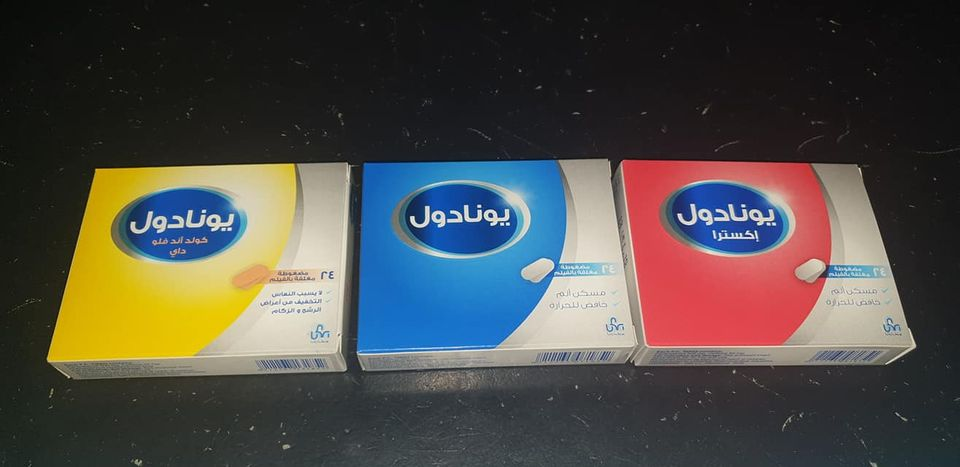 يونادول
كولد أند فلو
داي
٢٤
مضغوطة
مغلفة بالفيلم
لا يسبب النعاس
التخفيف من أعراض
الرشح و الزكام
يونادول
٢٤
مضغوطة
مغلفة بالفيلم
مسكن ألم
خافض للحرارة
يونادول
إكسترا
٢٤
مضغوطة
مغلفة بالفيلم
مسكن ألم
خافض للحرارة